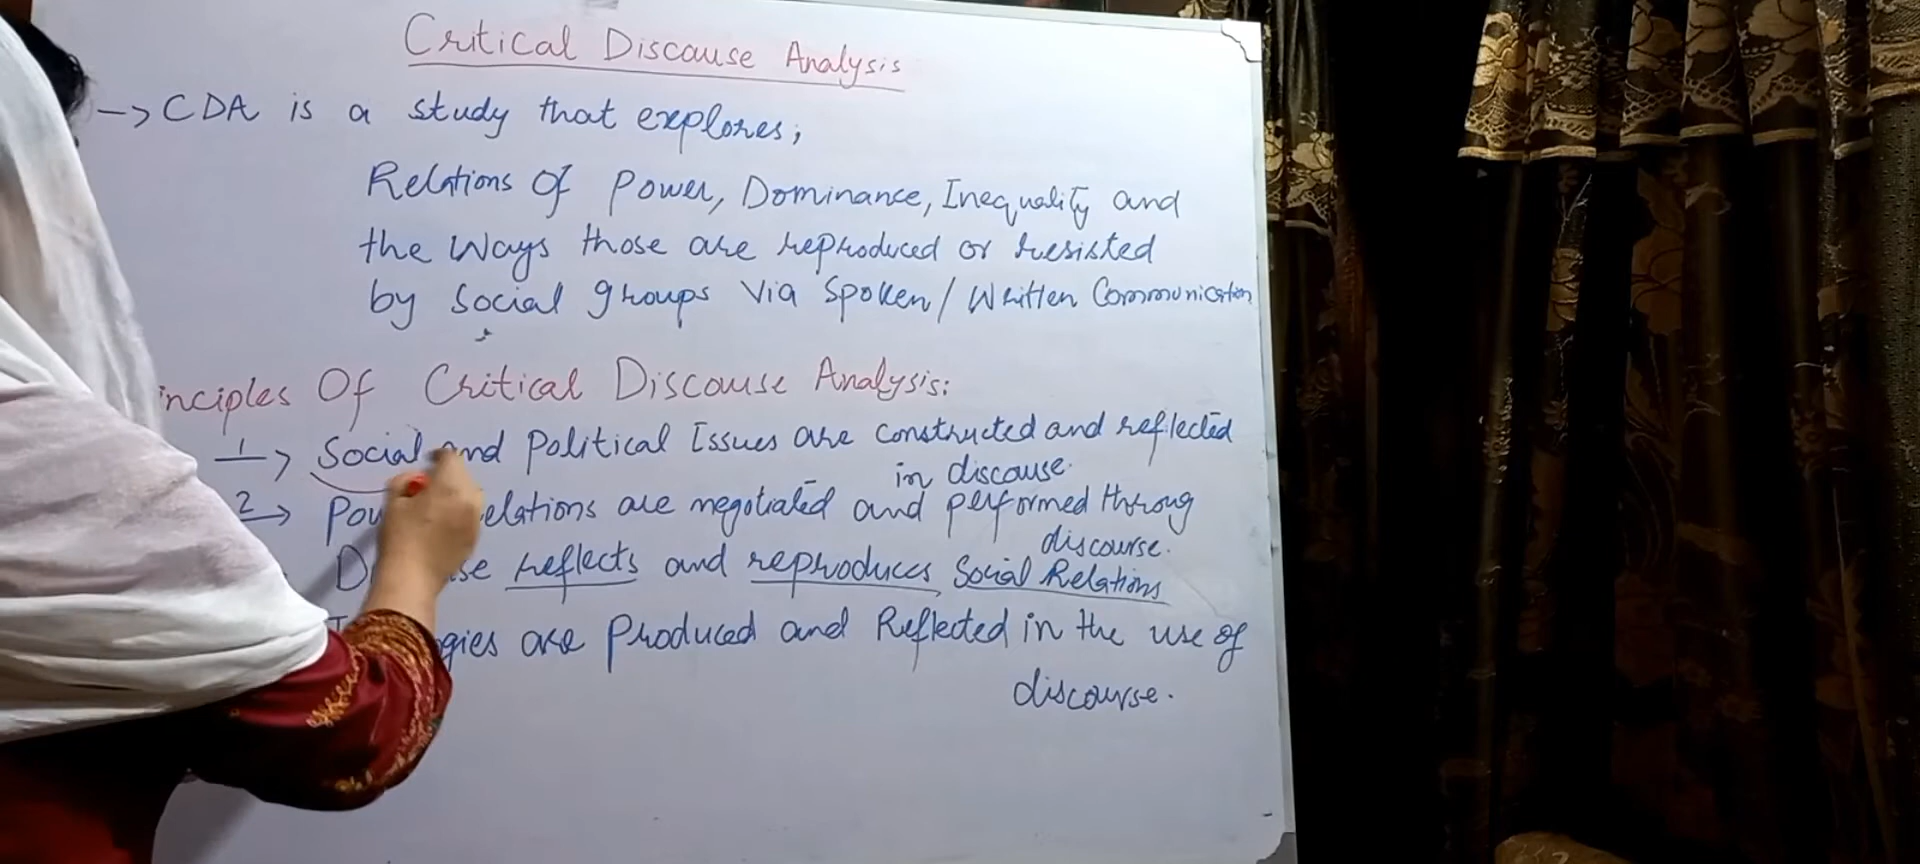 Critical Discouse Analysis
-> CDA is a study that explores;
Relations Of Power, Dominance, Inequality and
the Ways those are reproduced or resisted
by Social groups Via Spoken/Written Communication
inciples Of Critical Discouse Analysis:
1 -> Social and Political Issues are constructed and reflected
in discouse.
2 -> Pow elations are negotiated and performed throug
discourse.
D se reflects and reproduces Social Relations
gies are Produced and Reflected in the use of
discourse.